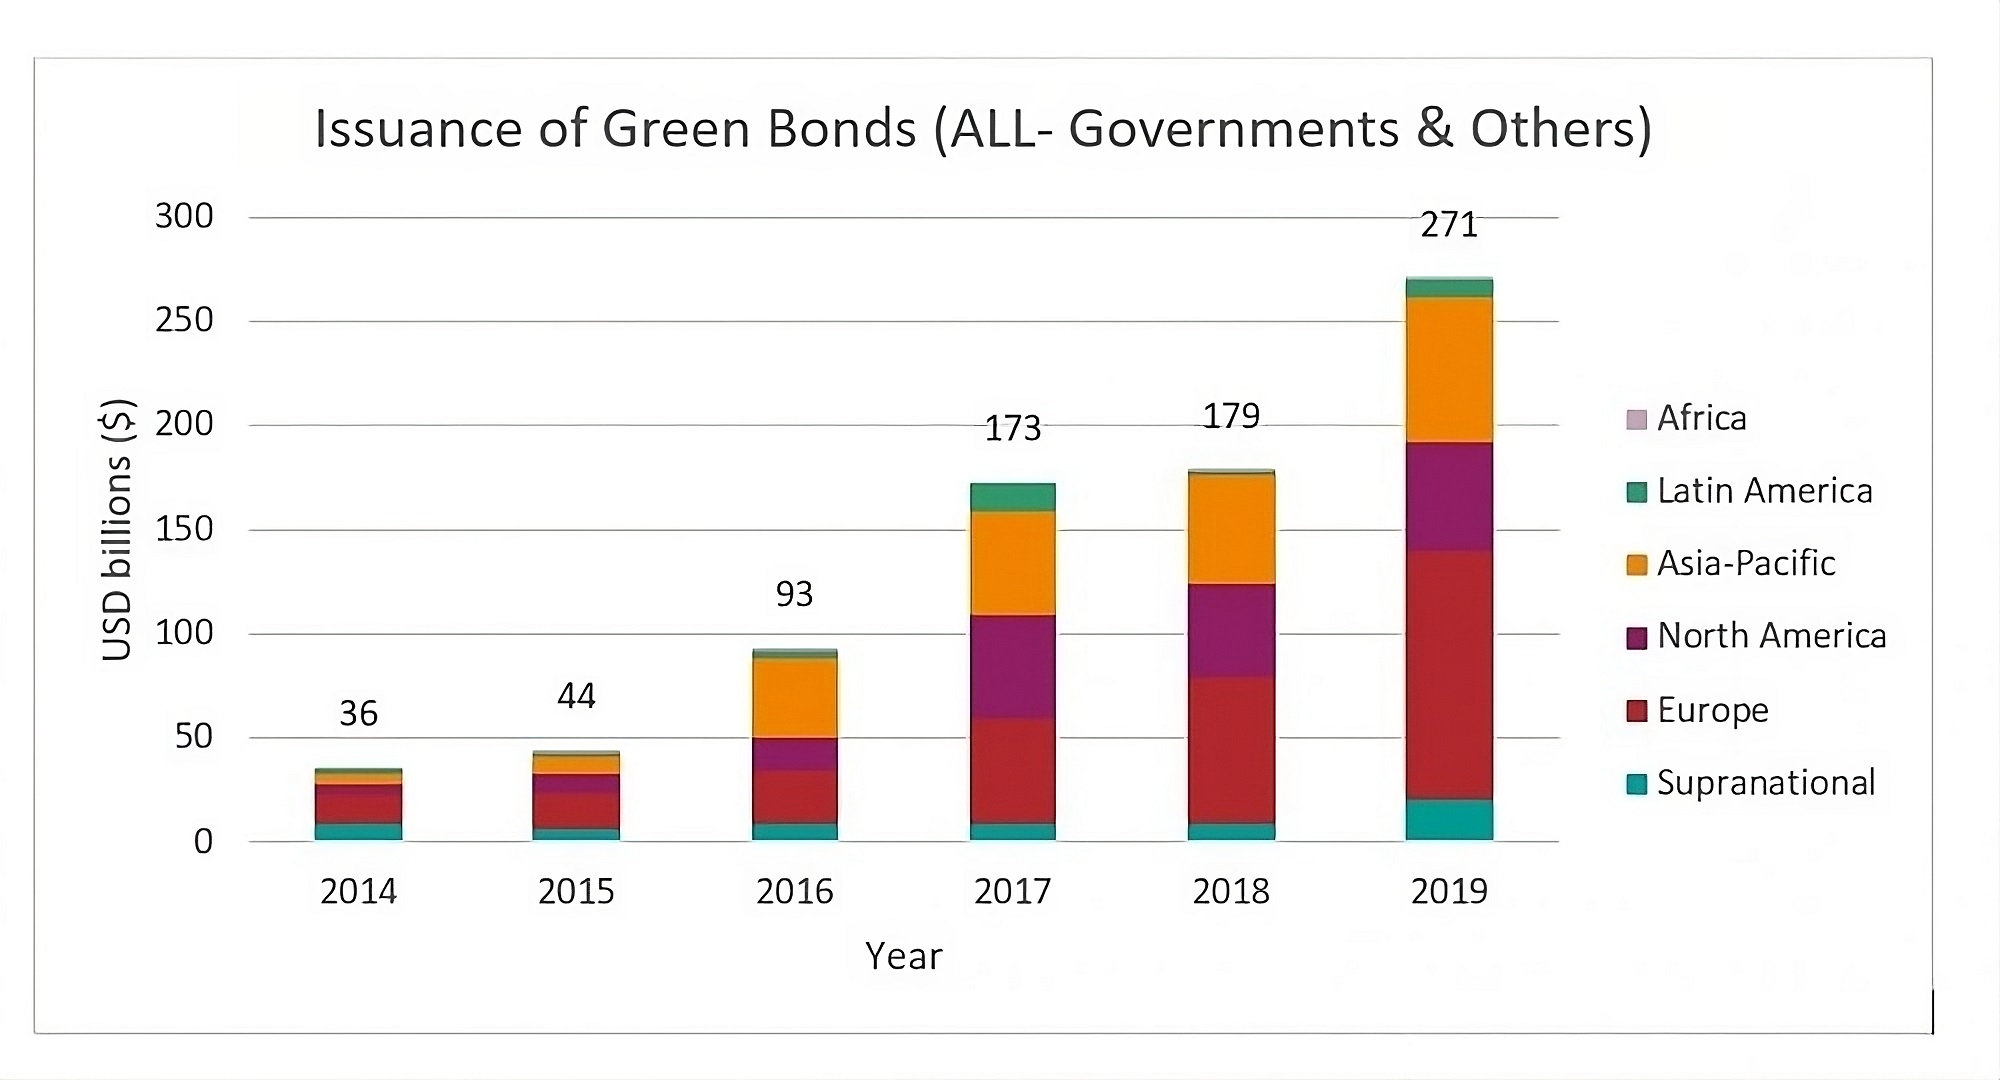 Issuance of Green Bonds (ALL- Governments & Others)
300
250
200
150
100
50
0
USD billions ($)
36
44
93
173
179
271
2014
2015
2016
2017
2018
2019
Year
Africa
Latin America
Asia-Pacific
North America
Europe
Supranational